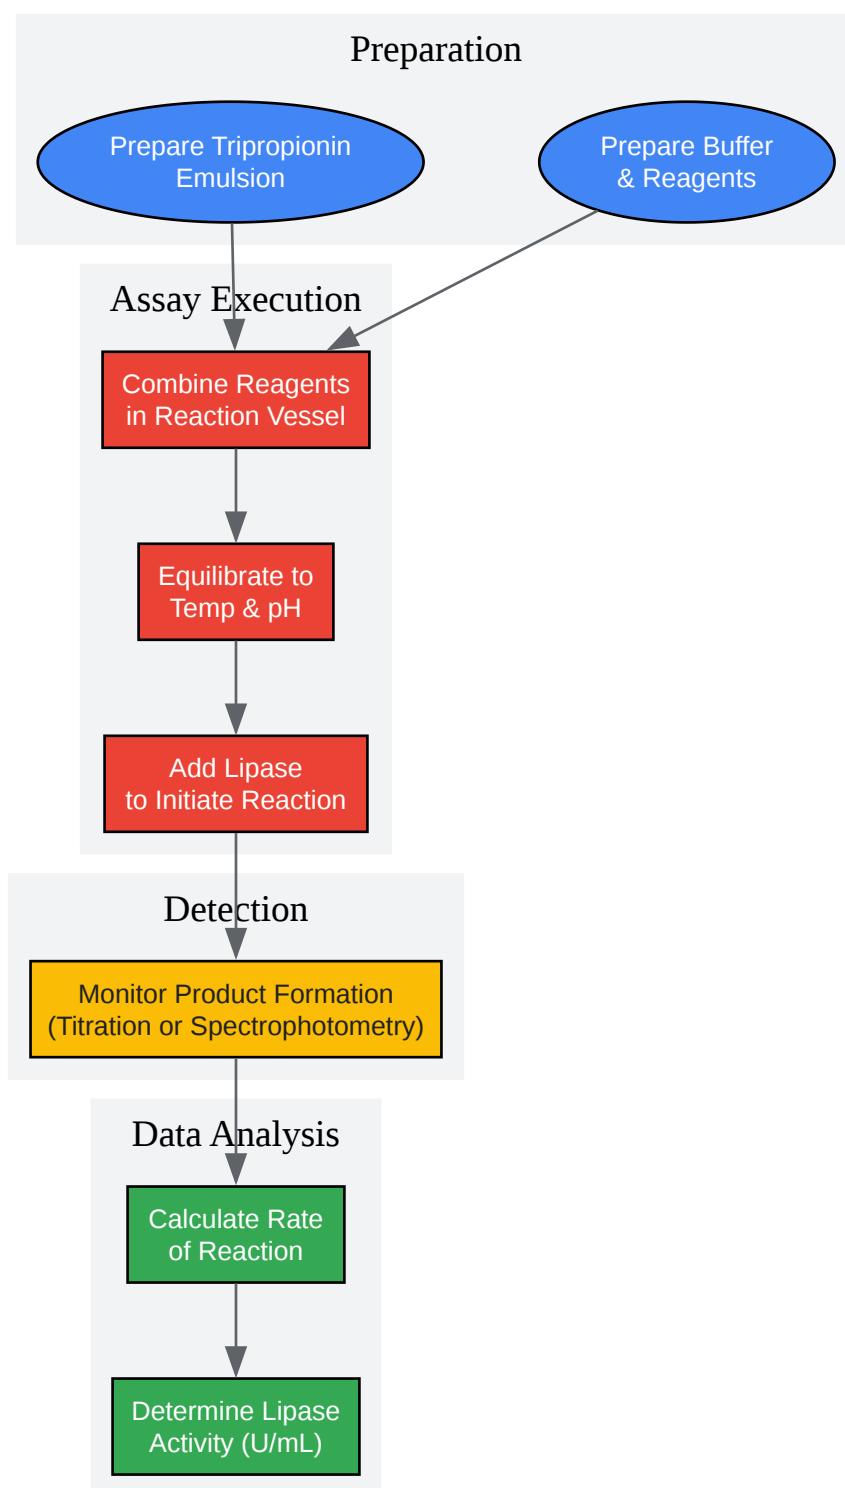 Preparation
Prepare Tripropionin
Emulsion
Prepare Buffer
& Reagents
Assay Execution
Combine Reagents
in Reaction Vessel
Equilibrate to
Temp & pH
Add Lipase
to Initiate Reaction
Detection
Monitor Product Formation
(Titration or Spectrophotometry)
Data Analysis
Calculate Rate
of Reaction
Determine Lipase
Activity (U/mL)